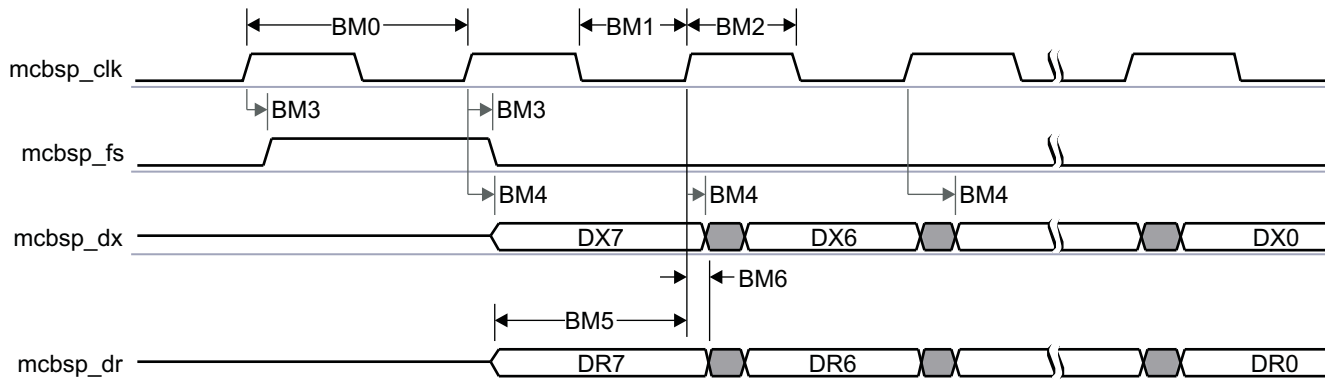 BM0 BM1 BM2
mcbsp_clk
BM3 BM3
mcbsp_fs
BM4 BM4 BM4
mcbsp_dx DX7 DX6 DX0
BM6
BM5
mcbsp_dr DR7 DR6 DR0